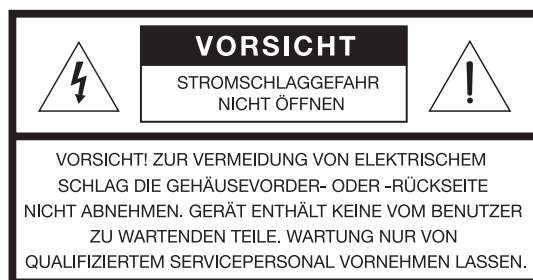 VORSICHT
STROMSCHLAGGEFAHR
NICHT ÖFFNEN
VORSICHT! ZUR VERMEIDUNG VON ELEKTRISCHEM
SCHLAG DIE GEHÄUSEVORDER- ODER -RÜCKSEITE
NICHT ABNEHMEN. GERÄT ENTHÄLT KEINE VOM BENUTZER
ZU WARTENDEN TEILE. WARTUNG NUR VON
QUALIFIZIERTEM SERVICEPERSONAL VORNEHMEN LASSEN.